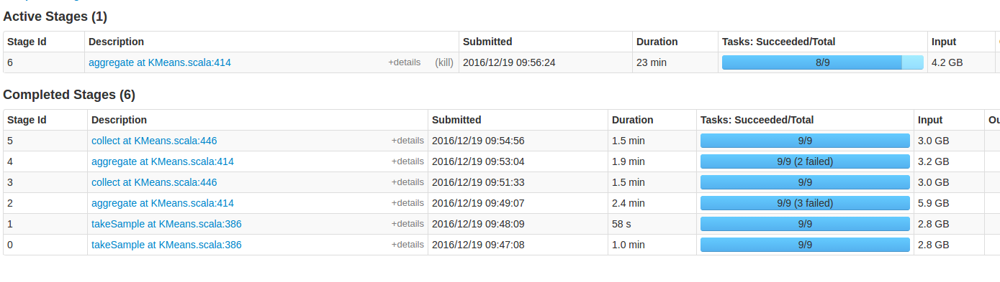 Active Stages (1)
Stage Id Description Submitted Duration Tasks: Succeeded/Total Input
6 aggregate at KMeans.scala:414 +details (kill) 2016/12/19 09:56:24 23 min 8/9 4.2 GB
Completed Stages (6)
Stage Id Description Submitted Duration Tasks: Succeeded/Total Input Ou
5 collect at KMeans.scala:446 +details 2016/12/19 09:54:56 1.5 min 9/9 3.0 GB
4 aggregate at KMeans.scala:414 +details 2016/12/19 09:53:04 1.9 min 9/9 (2 failed) 3.2 GB
3 collect at KMeans.scala:446 +details 2016/12/19 09:51:33 1.5 min 9/9 3.0 GB
2 aggregate at KMeans.scala:414 +details 2016/12/19 09:49:07 2.4 min 9/9 (3 failed) 5.9 GB
1 takeSample at KMeans.scala:386 +details 2016/12/19 09:48:09 58 s 9/9 2.8 GB
0 takeSample at KMeans.scala:386 +details 2016/12/19 09:47:08 1.0 min 9/9 2.8 GB